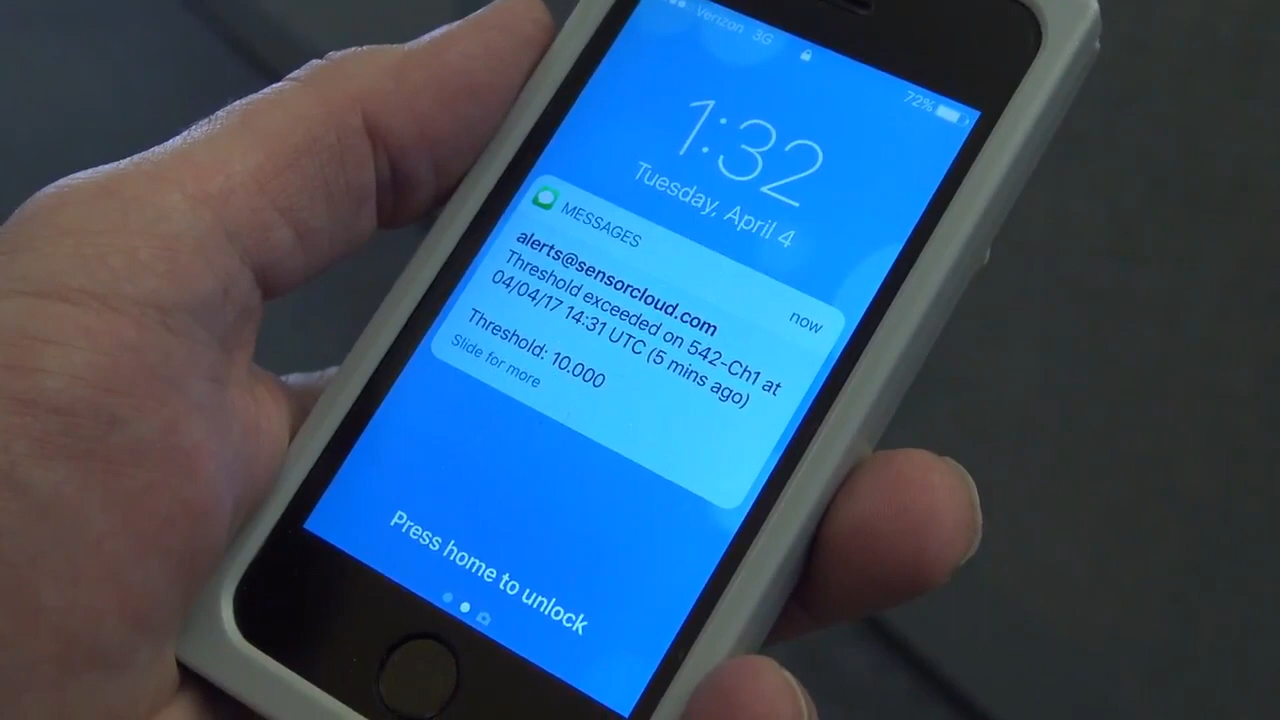 Verizon 3G
72%
1:32
Tuesday, April 4
MESSAGES
now
alerts@sensorcloud.com
Threshold exceeded on 542-Ch1 at
04/04/17 14:31 UTC (5 mins ago)
Threshold: 10.000
Slide for more
Press home to unlock